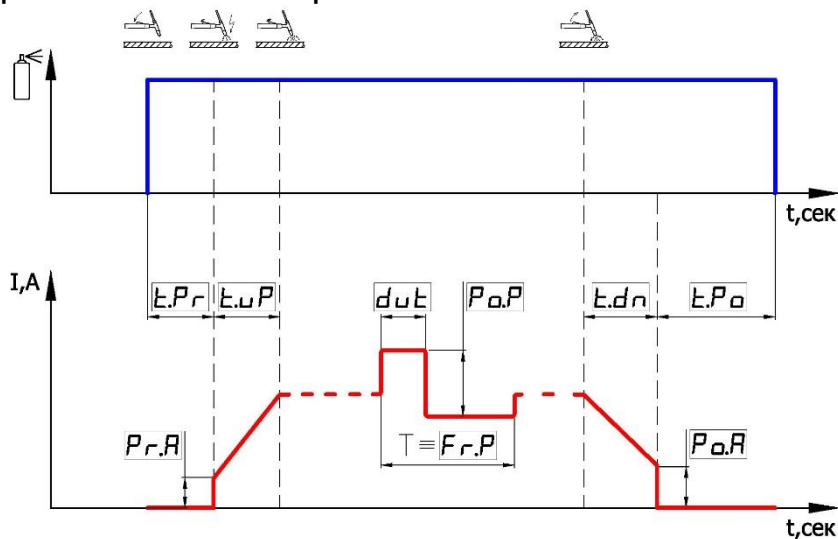 t,сек
I,A
t.Pr
t.uP
dut
Po.P
t.dn
t.Po
Pr.A
T ≡ Fr.P
Po.A
t,сек